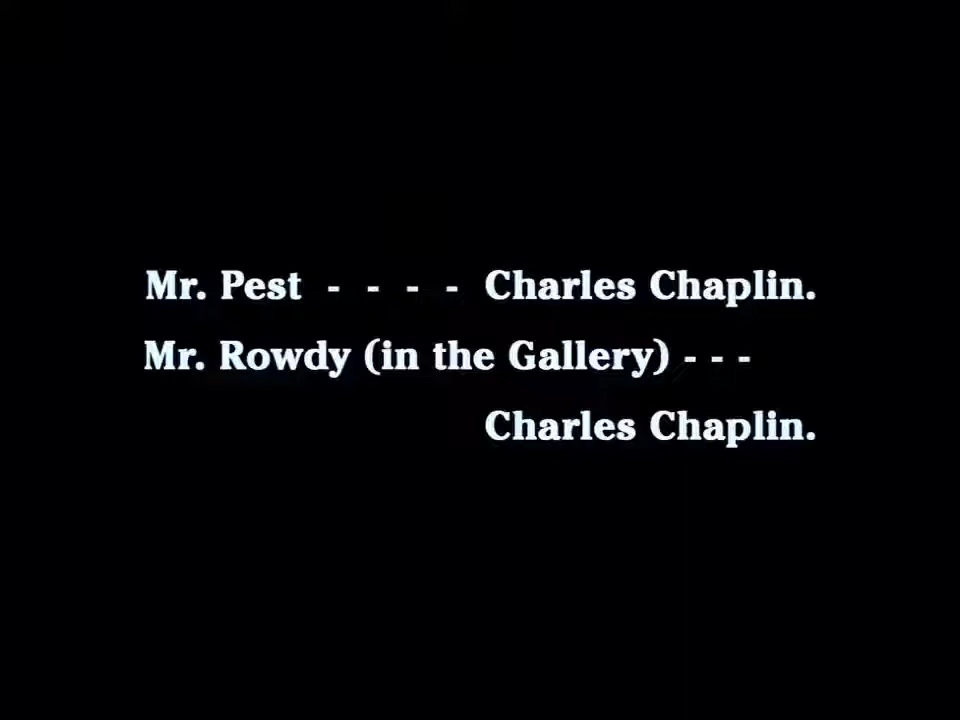 Mr. Pest - - - - Charles Chaplin.
Mr. Rowdy (in the Gallery) - - -
Charles Chaplin.